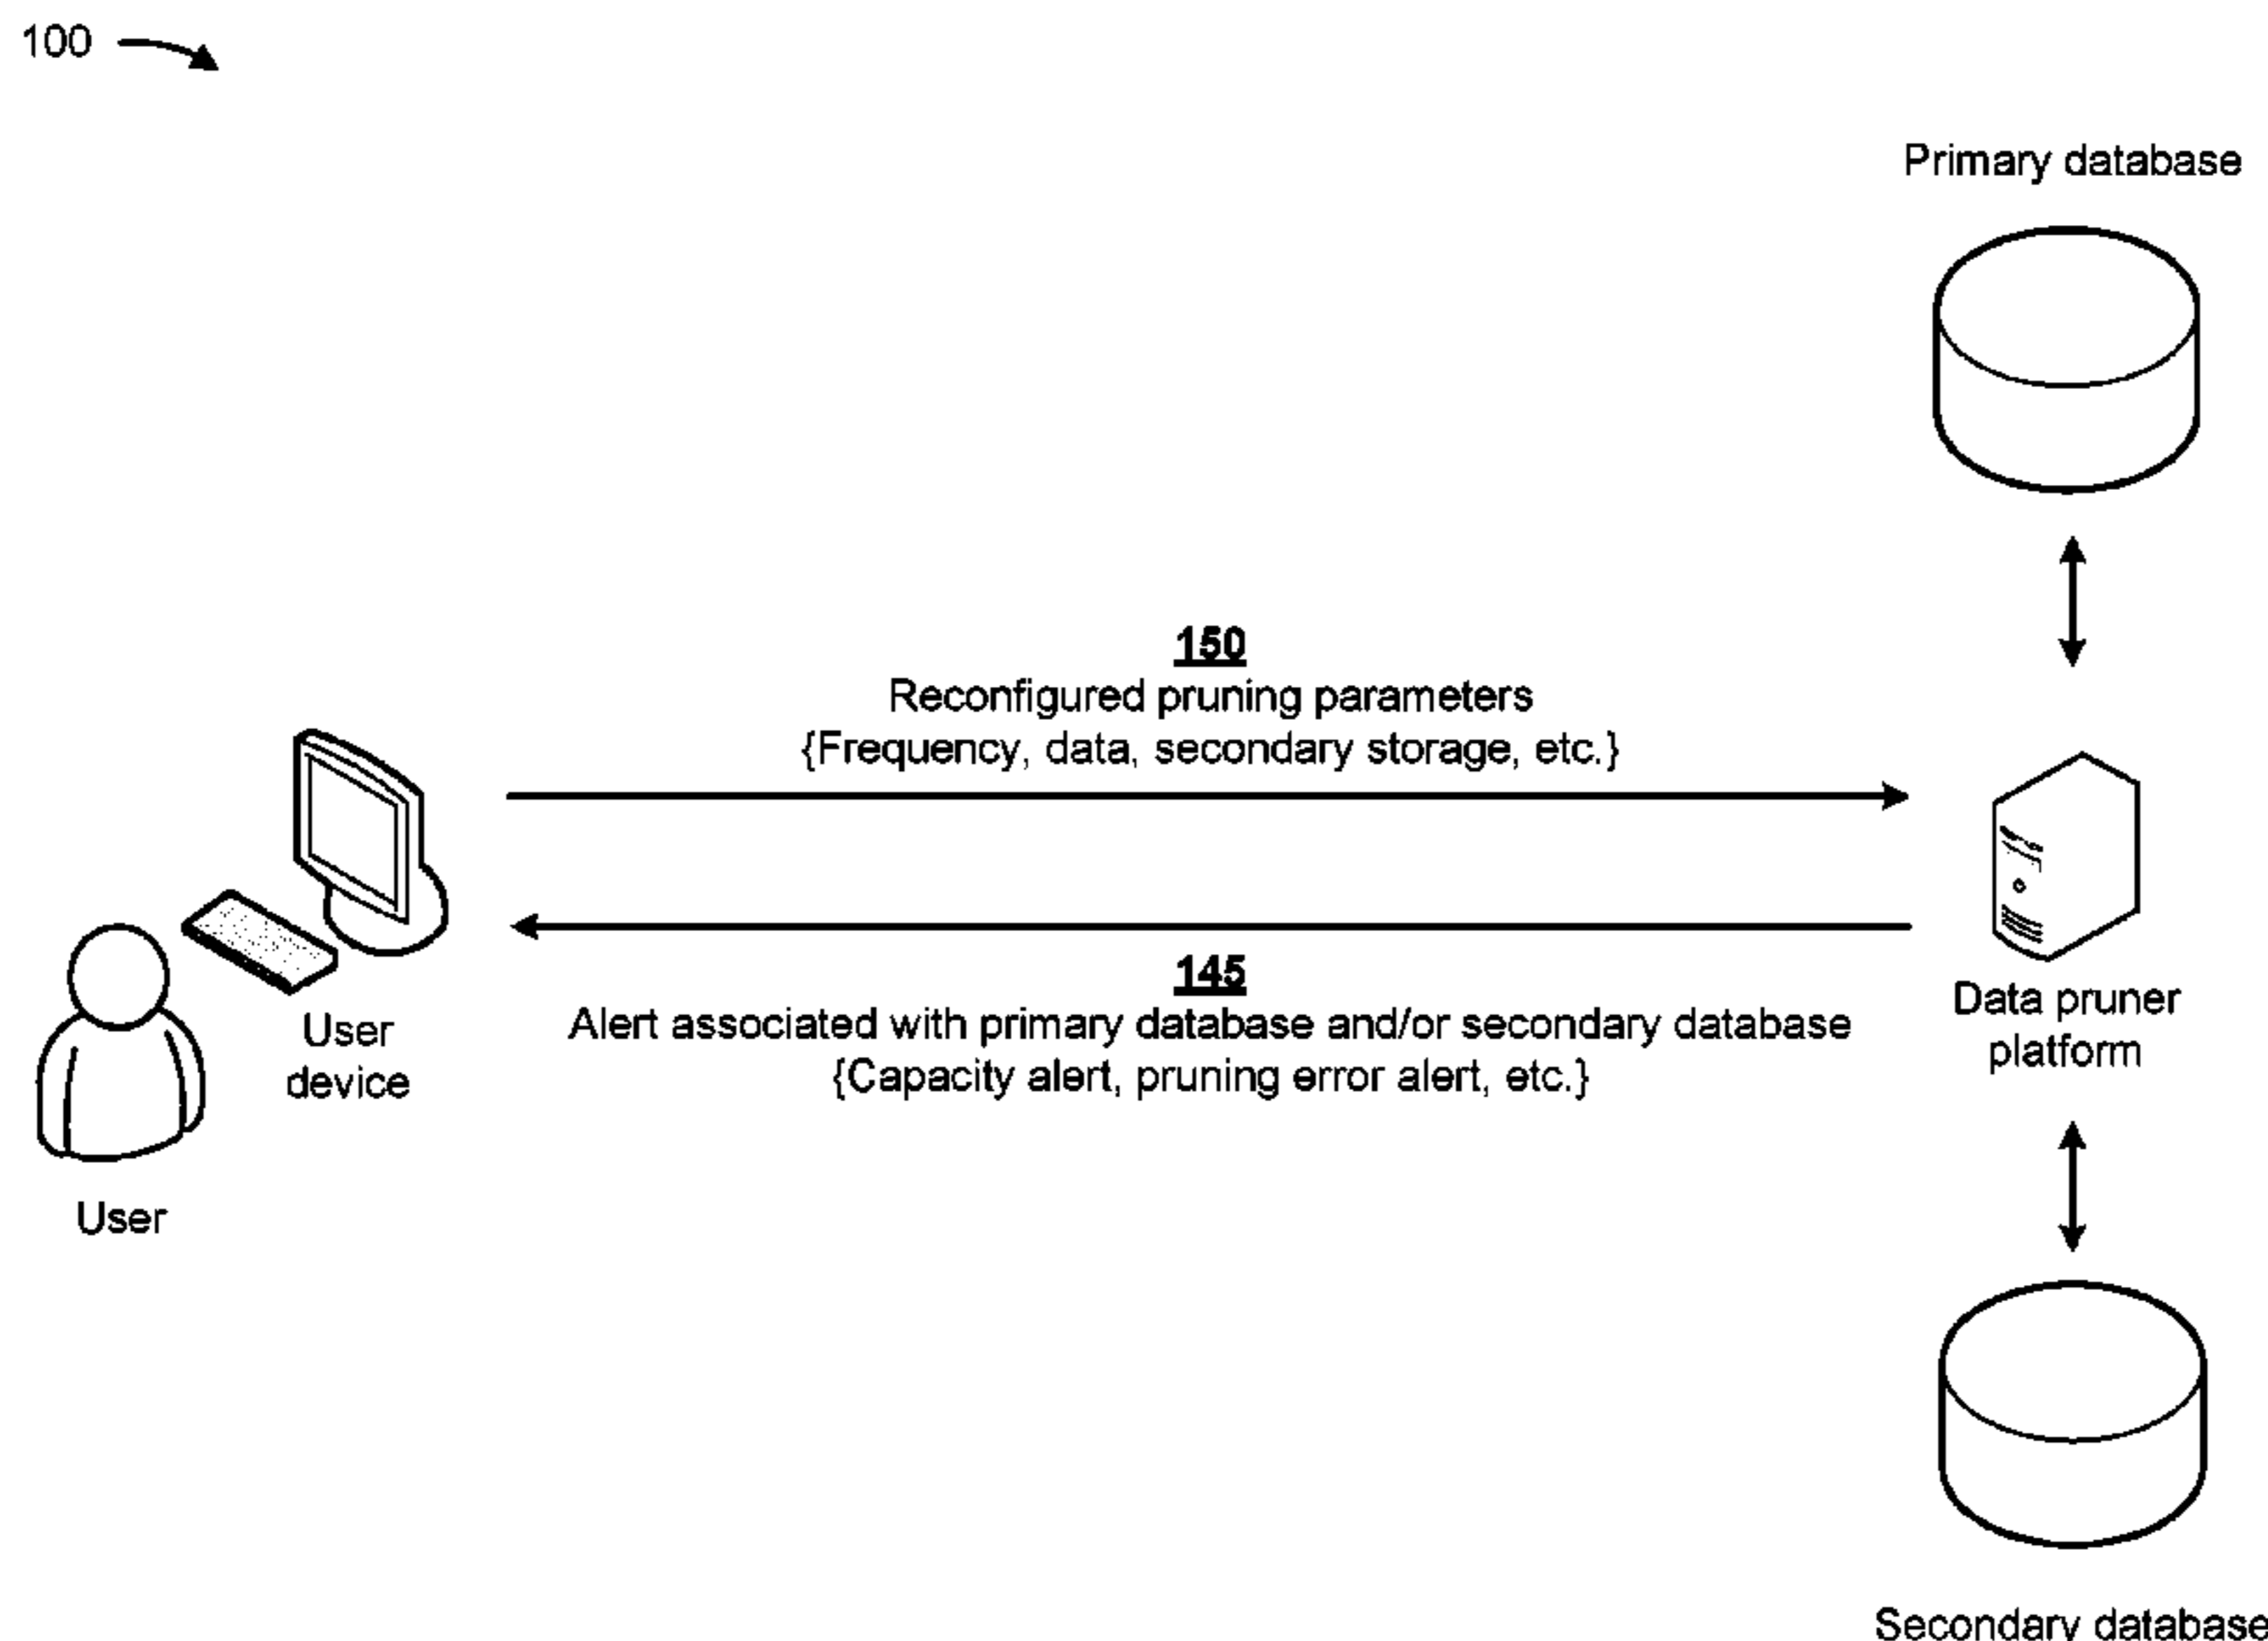 100
Primary database
150
Reconfigured pruning parameters
{Frequency, data, secondary storage, etc.}
145
Alert associated with primary database and/or secondary database
{Capacity alert, pruning error alert, etc.}
User
device
Data pruner
platform
User
Secondary database